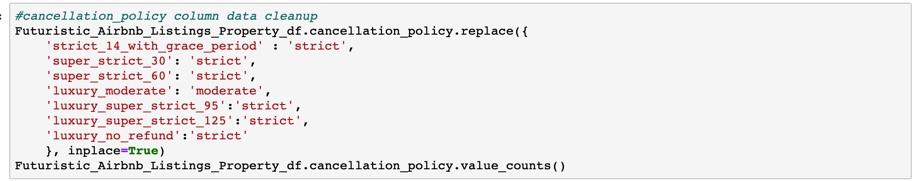 #cancellation_policy column data cleanup
Futuristic_Airbnb_Listings_Property_df.cancellation_policy.replace({
    'strict_14_with_grace_period' : 'strict',
    'super_strict_30': 'strict',
    'super_strict_60': 'strict',
    'luxury_moderate': 'moderate',
    'luxury_super_strict_95':'strict',
    'luxury_super_strict_125':'strict',
    'luxury_no_refund':'strict'
    }, inplace=True)
Futuristic_Airbnb_Listings_Property_df.cancellation_policy.value_counts()